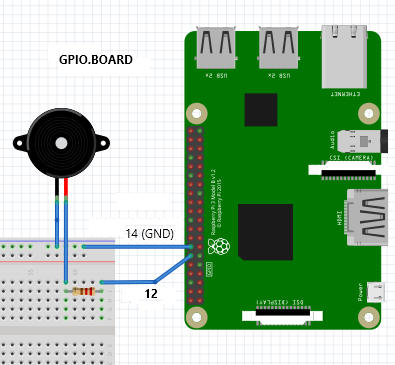 GPIO.BOARD
USB 2x
USB 2x
ETHERNET
Audio
CSI (CAMERA)
Raspberry Pi 3 Model B v1.2
© Raspberry Pi 2015
HDMI
14 (GND)
GPIO
12
Power
DSI (DISPLAY)